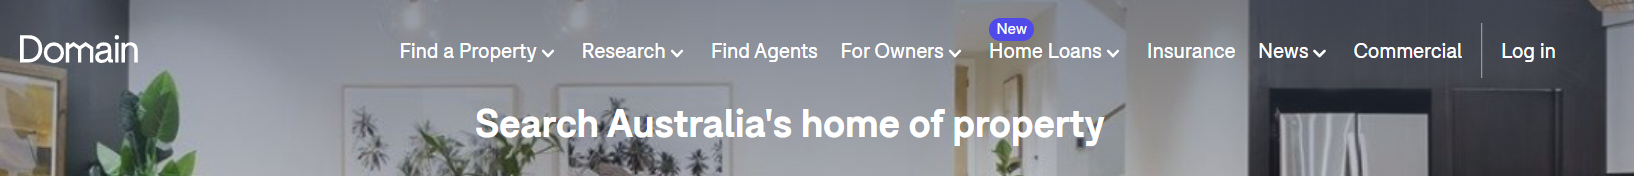 New
Domain Find a Property Research Find Agents For Owners Home Loans Insurance News Commercial Log in
Search Australia's home of property